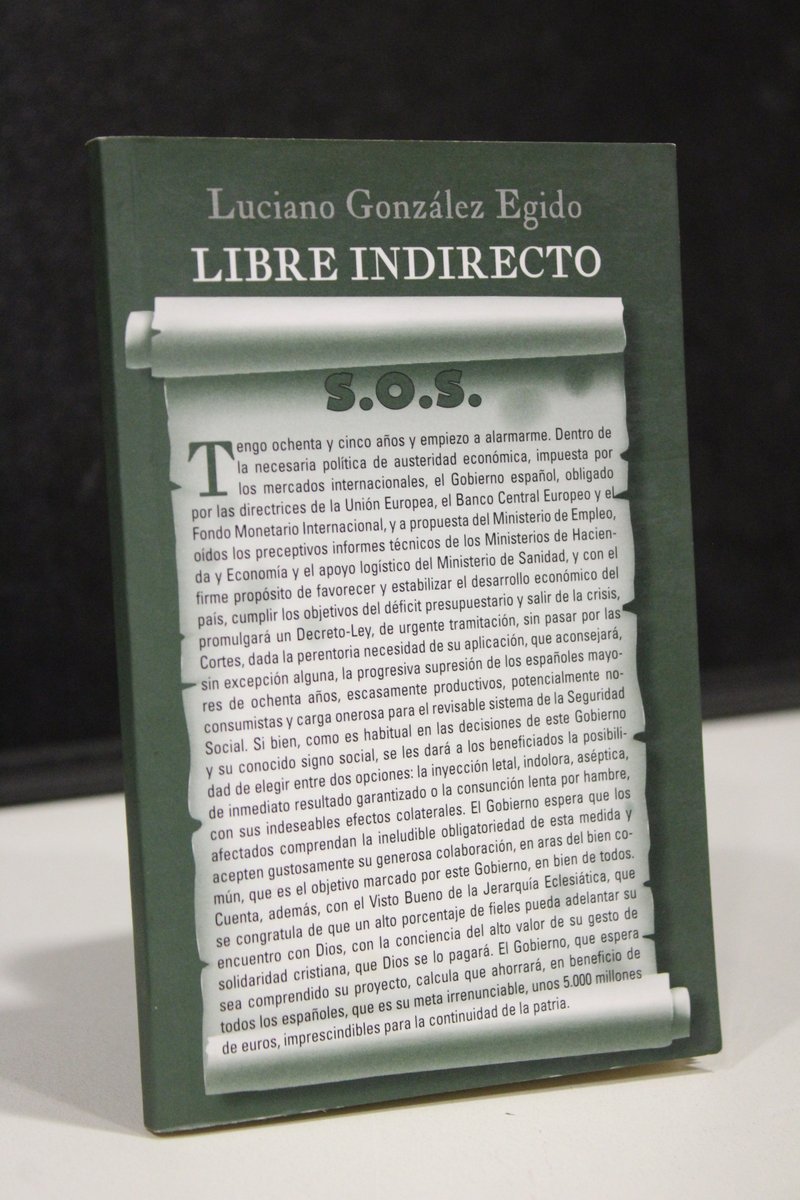 Luciano González Egido
LIBRE INDIRECTO
S.O.S.
Tengo ochenta y cinco años y empiezo a alarmarme. Dentro de
la necesaria política de austeridad económica, impuesta por
los mercados internacionales, el Gobierno español, obligado
por las directrices de la Unión Europea, el Banco Central Europeo y el
Fondo Monetario Internacional, y a propuesta del Ministerio de Empleo,
oídos los preceptivos informes técnicos de los Ministerios de Hacien-
da y Economía y el apoyo logístico del Ministerio de Sanidad, y con el
firme propósito de favorecer y estabilizar el desarrollo económico del
país, cumplir los objetivos del déficit presupuestario y salir de la crisis,
promulgará un Decreto-Ley, de urgente tramitación, sin pasar por las
Cortes, dada la perentoria necesidad de su aplicación, que aconsejará,
sin excepción alguna, la progresiva supresión de los españoles mayo-
res de ochenta años, escasamente productivos, potencialmente no-
consumistas y carga onerosa para el revisable sistema de la Seguridad
Social. Si bien, como es habitual en las decisiones de este Gobierno
y su conocido signo social, se les dará a los beneficiados la posibili-
dad de elegir entre dos opciones: la inyección letal, indolora, aséptica,
de inmediato resultado garantizado o la consunción lenta por hambre,
con sus indeseables efectos colaterales. El Gobierno espera que los
afectados comprendan la ineludible obligatoriedad de esta medida y
acepten gustosamente su generosa colaboración, en aras del bien co-
mún, que es el objetivo marcado por este Gobierno, en bien de todos.
Cuenta, además, con el Visto Bueno de la Jerarquía Eclesiática, que
se congratula de que un alto porcentaje de fieles pueda adelantar su
encuentro con Dios, con la conciencia del alto valor de su gesto de
solidaridad cristiana, que Dios se lo pagará. El Gobierno, que espera
sea comprendido su proyecto, calcula que ahorrará, en beneficio de
todos los españoles, que es su meta irrenunciable, unos 5.000 millones
de euros, imprescindibles para la continuidad de la patria.